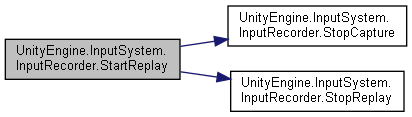 UnityEngine.InputSystem.
InputRecorder.StartReplay
UnityEngine.InputSystem.
InputRecorder.StopCapture
UnityEngine.InputSystem.
InputRecorder.StopReplay